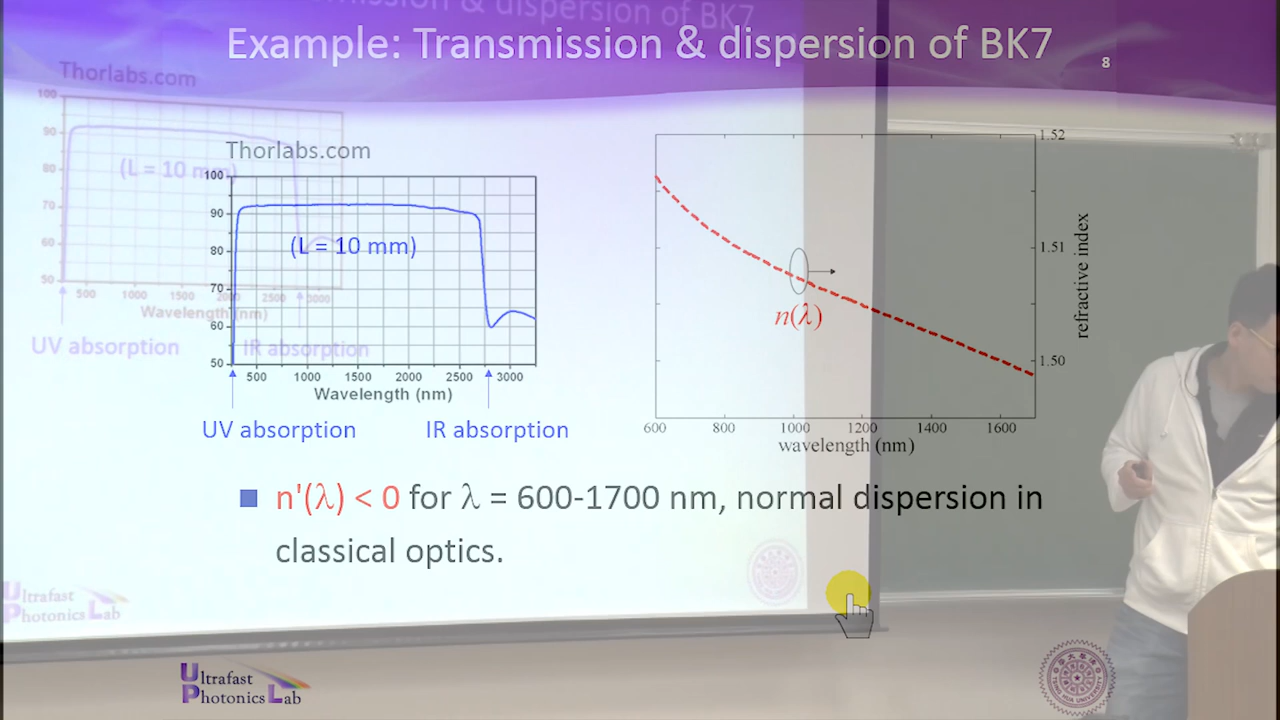 mission & dispersion of BK7
Example: Transmission & dispersion of BK7
8
Thorlabs.com
100
90
80
70
60
50
(L = 10 mm)
500 1000 1500 2000 2500 3000
Wavelength (nm)
UV absorption
IR absorption
Thorlabs.com
100
90
80
70
60
50
(L = 10 mm)
500 1000 1500 2000 2500 3000
Wavelength (nm)
UV absorption
IR absorption
1.52
1.51
1.50
refractive index
n(λ)
600 800 1000 1200 1400 1600
wavelength (nm)
n'(λ) < 0 for λ = 600-1700 nm, normal dispersion in
classical optics.
Ultrafast
Photonics Lab
Ultrafast
Photonics Lab